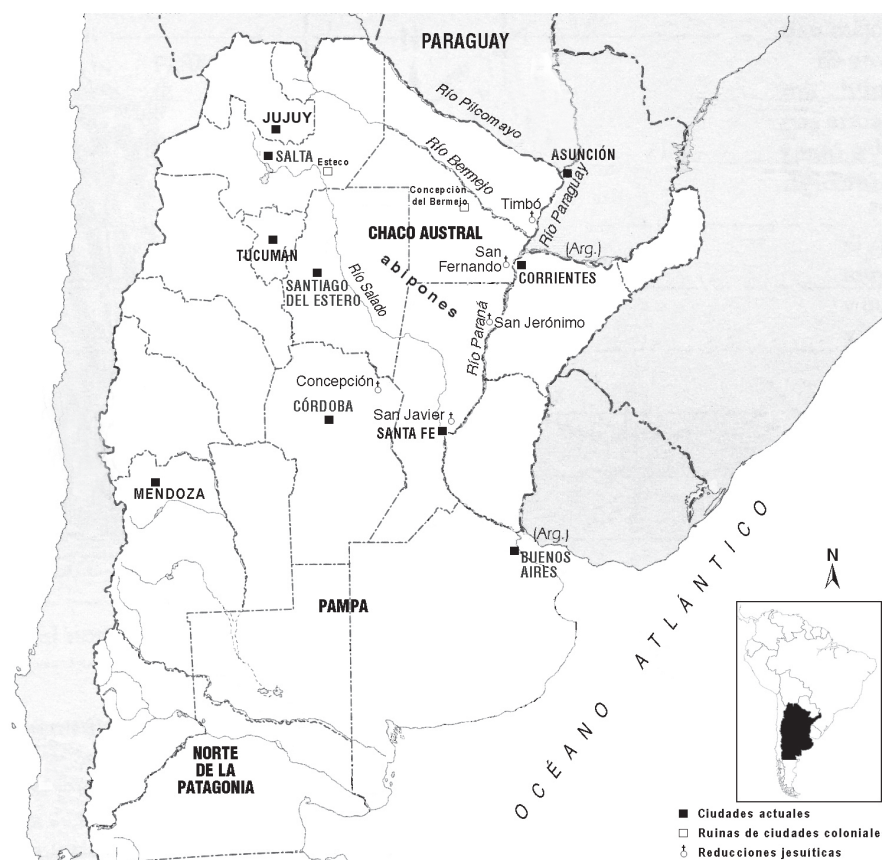 PARAGUAY
Río Pilcomayo
JUJUY
SALTA
Esteco
Río Bermejo
ASUNCIÓN
Concepción
del Bermejo
Timbó
Río Paraguay
CHACO AUSTRAL
TUCUMÁN
San
Fernando
(Arg.)
CORRIENTES
abipones
SANTIAGO
DEL ESTERO
Río Salado
San Jerónimo
Río Paraná
Concepción
CÓRDOBA
San Javier
SANTA FE
MENDOZA
(Arg.)
BUENOS
AIRES
PAMPA
OCÉANO ATLÁNTICO
N
NORTE
DE LA
PATAGONIA
Ciudades actuales
Ruinas de ciudades coloniale
Reducciones jesuíticas